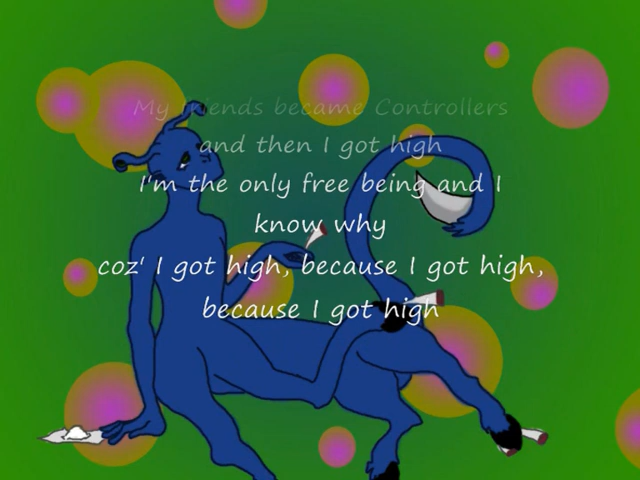 My friends became Controllers
and then I got high
I'm the only free being and I
know why
coz' I got high, because I got high,
because I got high